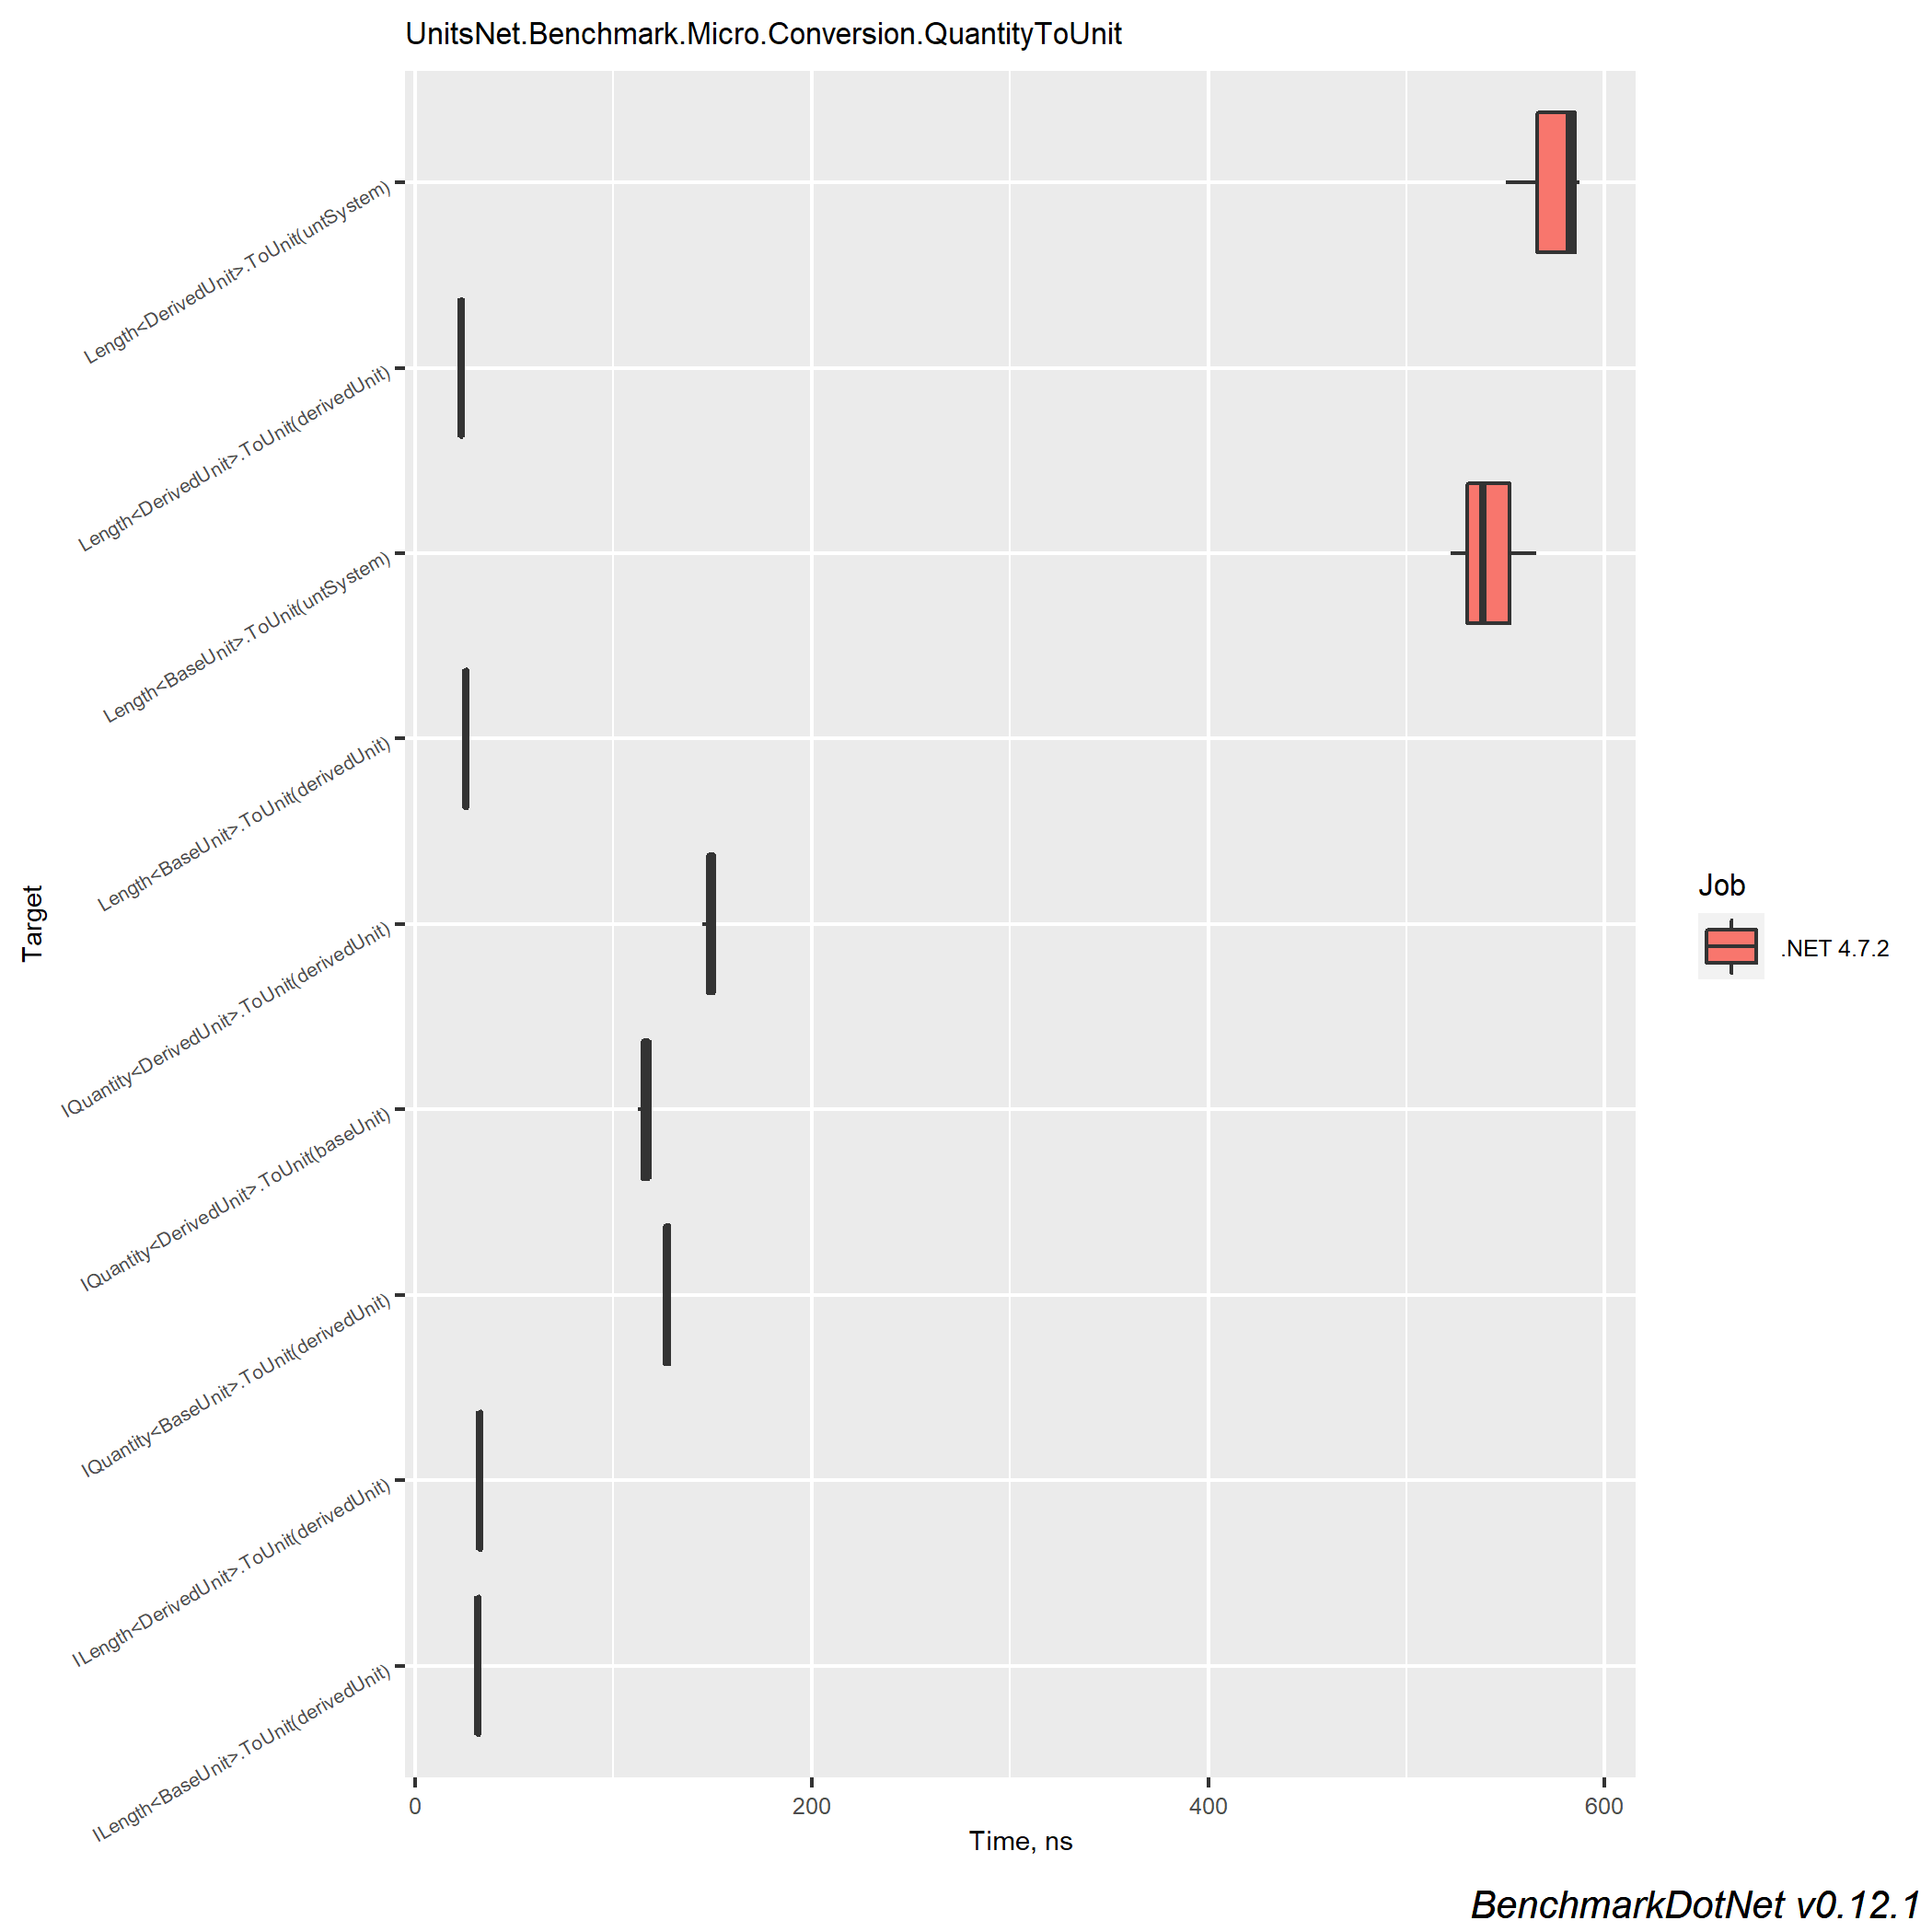 UnitsNet.Benchmark.Micro.Conversion.QuantityToUnit
Target
Length<DerivedUnit>.ToUnit(untSystem)
Length<DerivedUnit>.ToUnit(derivedUnit)
Length<BaseUnit>.ToUnit(untSystem)
Length<BaseUnit>.ToUnit(derivedUnit)
IQuantity<DerivedUnit>.ToUnit(derivedUnit)
IQuantity<DerivedUnit>.ToUnit(baseUnit)
IQuantity<BaseUnit>.ToUnit(derivedUnit)
ILength<DerivedUnit>.ToUnit(derivedUnit)
ILength<BaseUnit>.ToUnit(derivedUnit)
0 200 400 600
Time, ns
Job
.NET 4.7.2
BenchmarkDotNet v0.12.1